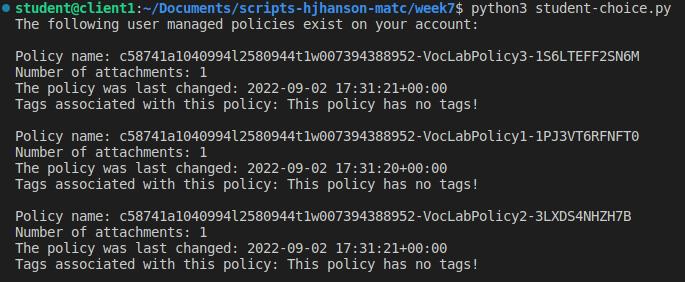 student@client1:~/Documents/scripts-hjhanson-matc/week7$ python3 student-choice.py
The following user managed policies exist on your account:
Policy name: c58741a1040994l2580944t1w007394388952-VocLabPolicy3-1S6LTEFF2SN6M
Number of attachments: 1
The policy was last changed: 2022-09-02 17:31:21+00:00
Tags associated with this policy: This policy has no tags!
Policy name: c58741a1040994l2580944t1w007394388952-VocLabPolicy1-1PJ3VT6RFNFT0
Number of attachments: 1
The policy was last changed: 2022-09-02 17:31:20+00:00
Tags associated with this policy: This policy has no tags!
Policy name: c58741a1040994l2580944t1w007394388952-VocLabPolicy2-3LXDS4NHZH7B
Number of attachments: 1
The policy was last changed: 2022-09-02 17:31:21+00:00
Tags associated with this policy: This policy has no tags!